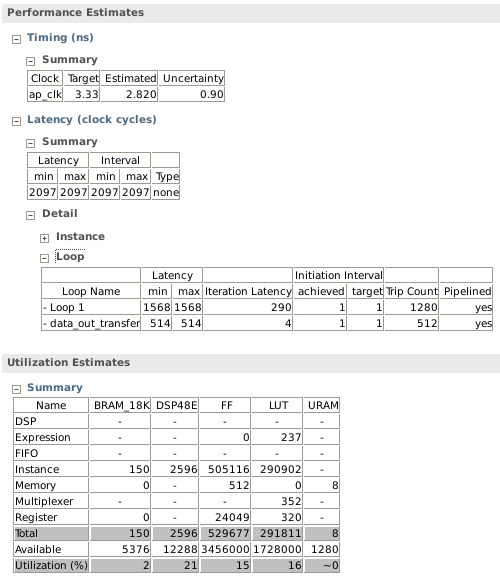 Performance Estimates
Timing (ns)
Summary
Clock Target Estimated Uncertainty
ap_clk 3.33 2.820 0.90
Latency (clock cycles)
Summary
Latency Interval
min max min max Type
2097 2097 2097 2097 none
Detail
Instance
Loop
Latency Initiation Interval
Loop Name min max Iteration Latency achieved target Trip Count Pipelined
- Loop 1 1568 1568 290 1 1 1280 yes
- data_out_transfer 514 514 4 1 1 512 yes
Utilization Estimates
Summary
Name BRAM_18K DSP48E FF LUT URAM
DSP - - - - -
Expression - - 0 237 -
FIFO - - - - -
Instance 150 2596 505116 290902 -
Memory 0 - 512 0 8
Multiplexer - - - 352 -
Register 0 - 24049 320 -
Total 150 2596 529677 291811 8
Available 5376 12288 3456000 1728000 1280
Utilization (%) 2 21 15 16 ~0